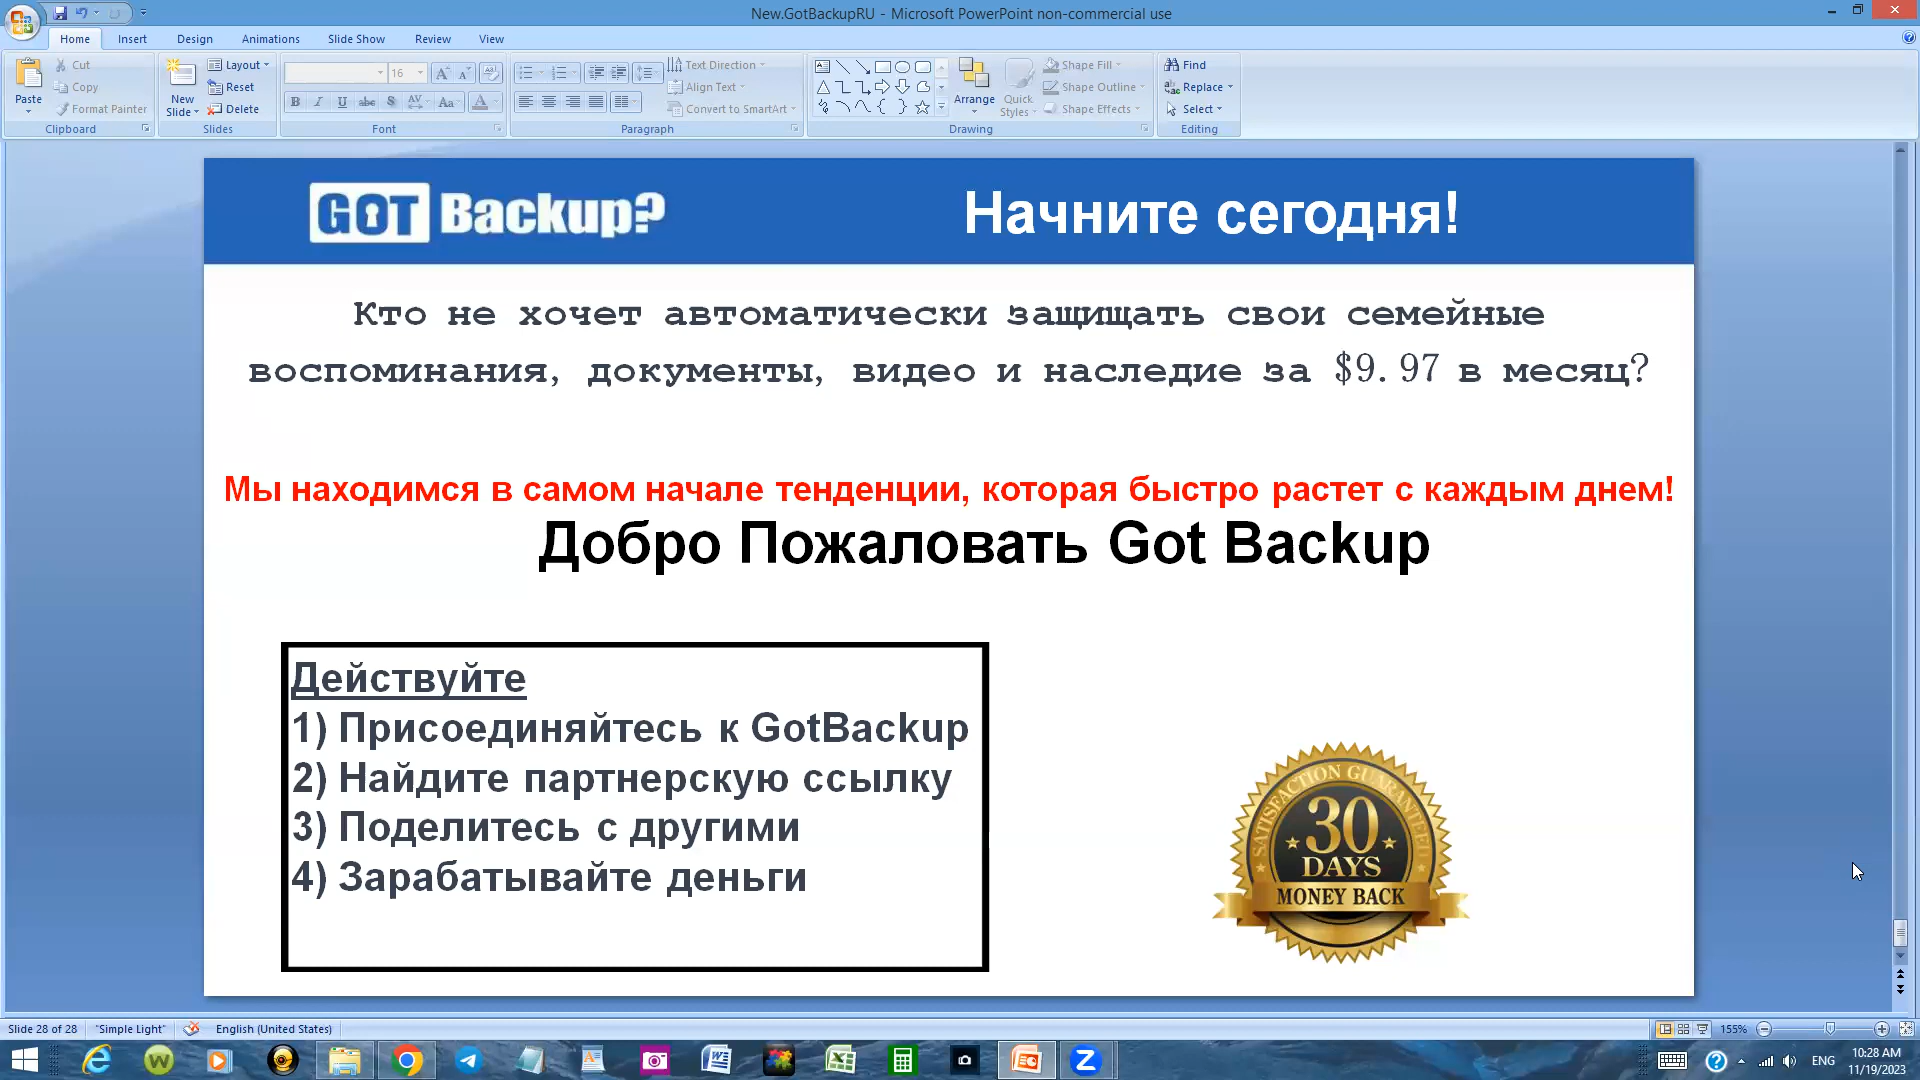 New.GotBackupRU - Microsoft PowerPoint non-commercial use
Home Insert Design Animations Slide Show Review View
Paste
Cut
Copy
Format Painter
Clipboard
New Slide
Layout
Reset
Delete
Slides
16
Font
Text Direction
Align Text
Convert to SmartArt
Paragraph
Arrange
Quick Styles
Shape Fill
Shape Outline
Shape Effects
Drawing
Find
Replace
Select
Editing
GOT Backup?
Начните сегодня!
Кто не хочет автоматически защищать свои семейные
воспоминания, документы, видео и наследие за $9.97 в месяц?
Мы находимся в самом начале тенденции, которая быстро растет с каждым днем!
Добро Пожаловать Got Backup
Действуйте
1) Присоединяйтесь к GotBackup
2) Найдите партнерскую ссылку
3) Поделитесь с другими
4) Зарабатывайте деньги
SATISFACTION GUARANTEED
30
DAYS
MONEY BACK
Slide 28 of 28 "Simple Light" English (United States) 155%
ENG 10:28 AM
11/19/2023